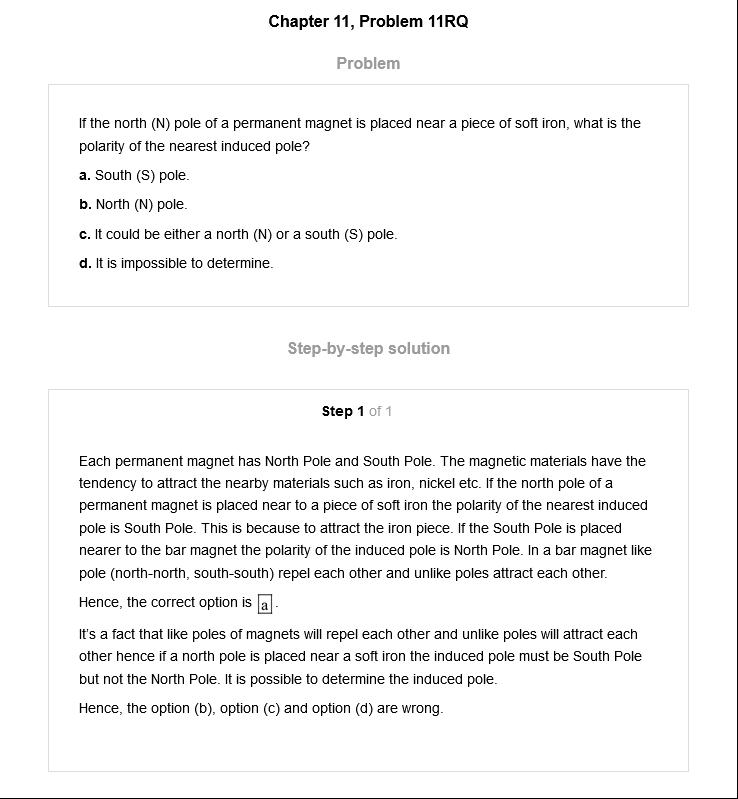 Chapter 11, Problem 11RQ
Problem
If the north (N) pole of a permanent magnet is placed near a piece of soft iron, what is the
polarity of the nearest induced pole?
a. South (S) pole.
b. North (N) pole.
c. It could be either a north (N) or a south (S) pole.
d. It is impossible to determine.
Step-by-step solution
Step 1 of 1
Each permanent magnet has North Pole and South Pole. The magnetic materials have the
tendency to attract the nearby materials such as iron, nickel etc. If the north pole of a
permanent magnet is placed near to a piece of soft iron the polarity of the nearest induced
pole is South Pole. This is because to attract the iron piece. If the South Pole is placed
nearer to the bar magnet the polarity of the induced pole is North Pole. In a bar magnet like
pole (north-north, south-south) repel each other and unlike poles attract each other.
Hence, the correct option is a .
It's a fact that like poles of magnets will repel each other and unlike poles will attract each
other hence if a north pole is placed near a soft iron the induced pole must be South Pole
but not the North Pole. It is possible to determine the induced pole.
Hence, the option (b), option (c) and option (d) are wrong.